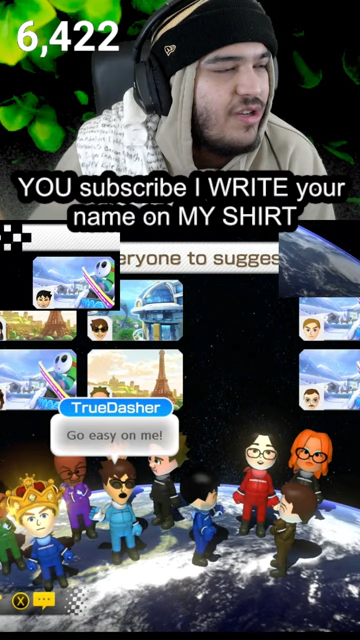 6,422
YOU subscribe I WRITE your
name on MY SHIRT
eryone to sugges
TrueDasher
Go easy on me!
X